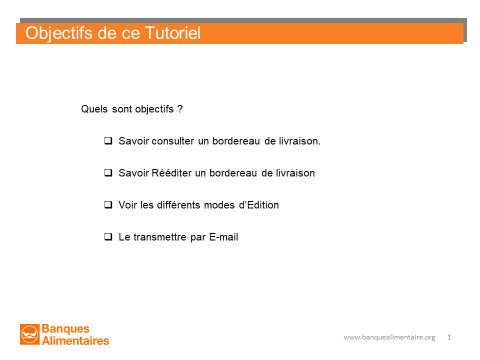 Objectifs de ce Tutoriel
Quels sont objectifs ?
❑ Savoir consulter un bordereau de livraison.
❑ Savoir Rééditer un bordereau de livraison
❑ Voir les différents modes d'Edition
❑ Le transmettre par E-mail
Banques
Alimentaires
www.banquealimentaire.org 1